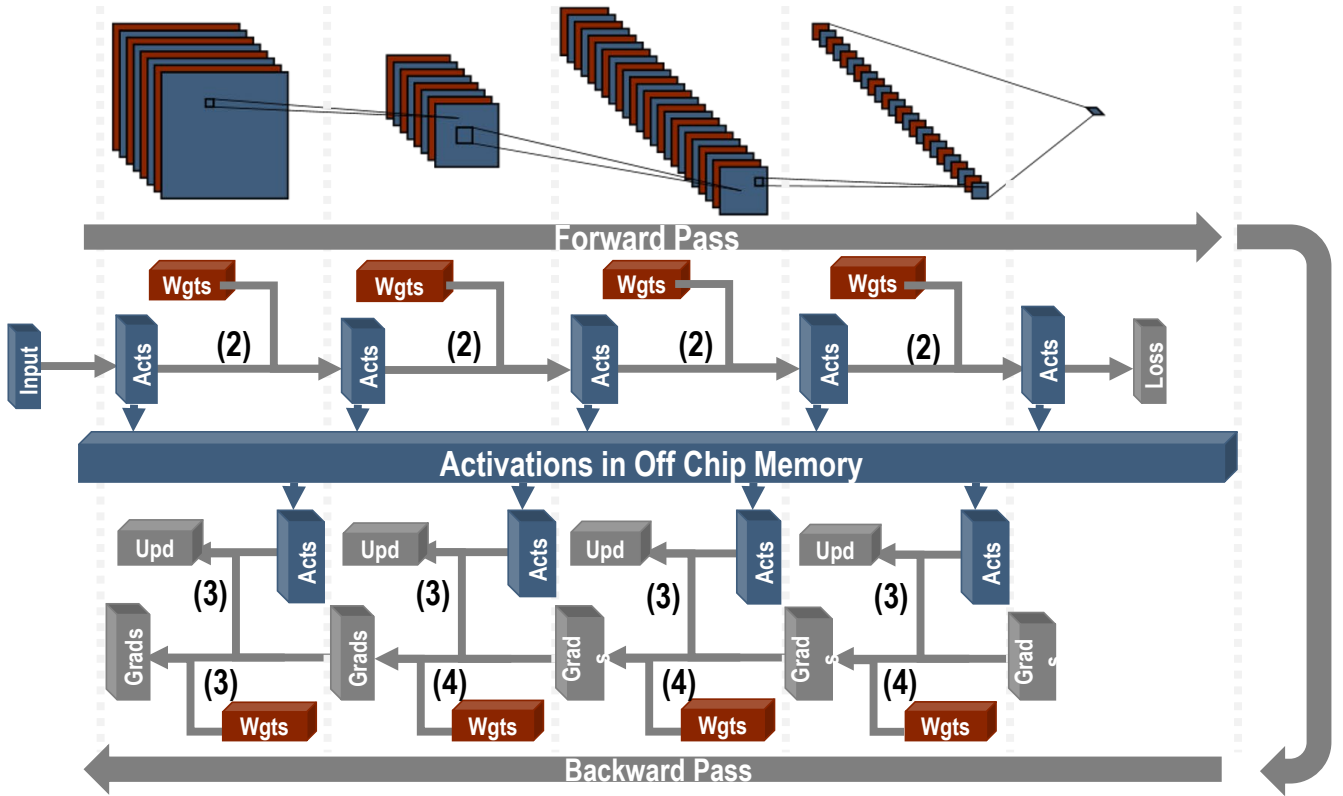 Forward Pass
Wgts Wgts Wgts Wgts
(2) (2) (2) (2)
Input Acts Acts Acts Acts Acts Loss
Activations in Off Chip Memory
Upd Acts Upd Acts Upd Acts Upd Acts
(3) (3) (3) (3)
Grads Grads Grad s Grad s Grad s
(3) (4) (4) (4)
Wgts Wgts Wgts Wgts
Backward Pass